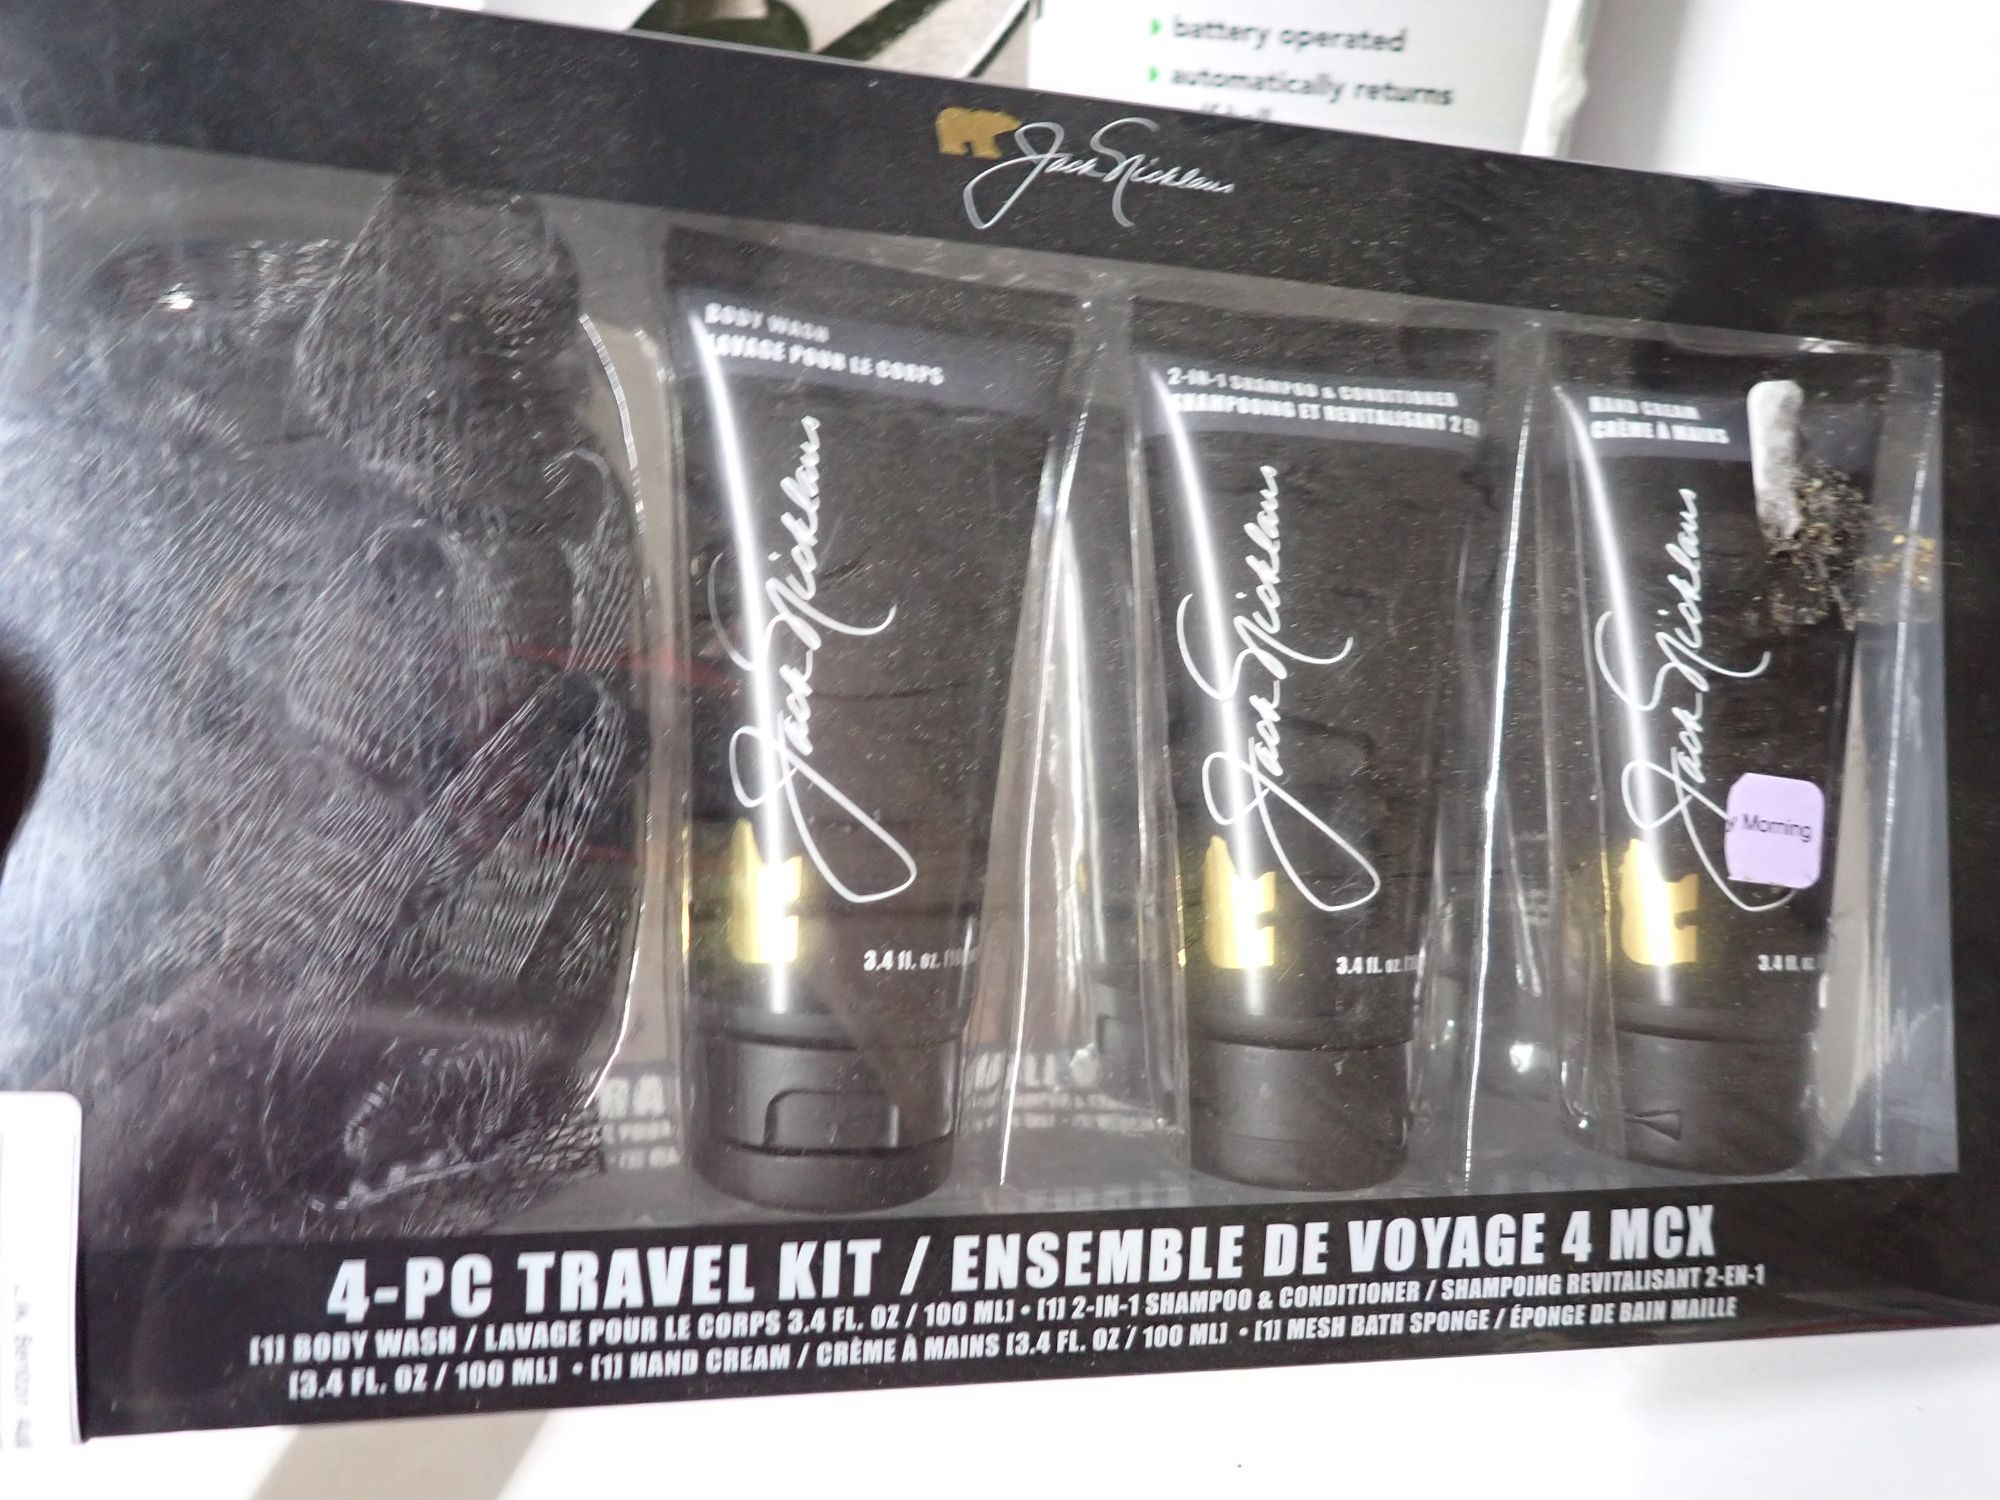 battery operated
automatically returns
Jack Nicklaus
BODY WASH
LAVAGE POUR LE CORPS
Jack Nicklaus
3.4 fl. oz.
2-IN-1 SHAMPOO & CONDITIONER
SHAMPOOING ET REVITALISANT 2 EN
Jack Nicklaus
3.4 fl. oz.
HAND CREAM
CRÈME À MAINS
Jack Nicklaus
y Morning
3.4 fl. oz.
4-PC TRAVEL KIT / ENSEMBLE DE VOYAGE 4 MCX
[1] BODY WASH / LAVAGE POUR LE CORPS 3.4 FL. OZ / 100 ML] • [1] 2-IN-1 SHAMPOO & CONDITIONER / SHAMPOING REVITALISANT 2-EN-1
[3.4 FL. OZ / 100 ML] • [1] HAND CREAM / CRÈME À MAINS [3.4 FL. OZ / 100 ML] • [1] MESH BATH SPONGE / ÉPONGE DE BAIN MAILLE